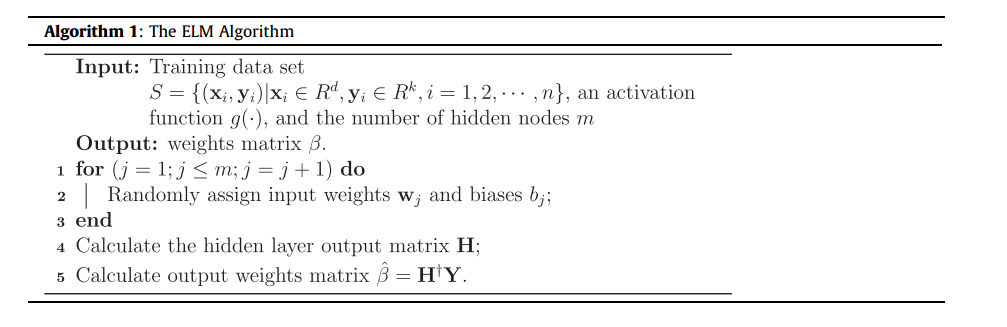 Algorithm 1: The ELM Algorithm
Input: Training data set
S = {(x_i, y_i)|x_i ∈ R^d, y_i ∈ R^k, i = 1, 2, ⋯ , n}, an activation
function g(·), and the number of hidden nodes m
Output: weights matrix β.
1 for (j = 1; j ≤ m; j = j + 1) do
2 Randomly assign input weights w_j and biases b_j;
3 end
4 Calculate the hidden layer output matrix H;
5 Calculate output weights matrix β̂ = H†Y.